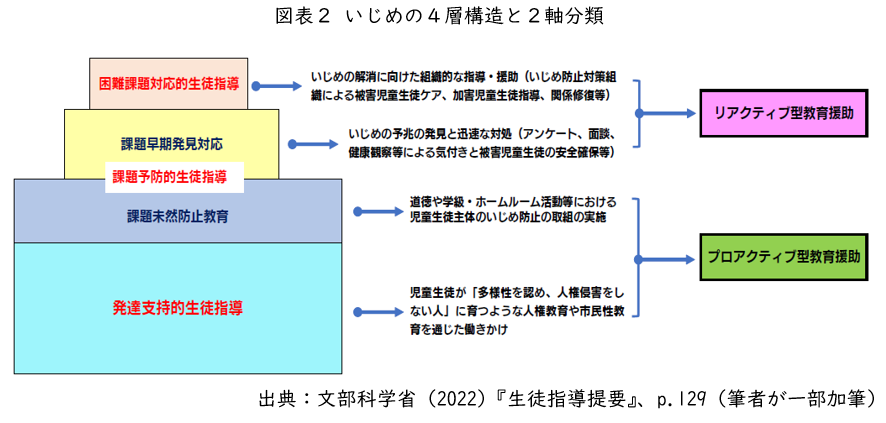 図表２ いじめの４層構造と２軸分類
困難課題対応的生徒指導
いじめの解消に向けた組織的な指導・援助（いじめ防止対策組
織による被害児童生徒ケア、加害児童生徒指導、関係修復等）
リアクティブ型教育援助
課題早期発見対応
いじめの予兆の発見と迅速な対処（アンケート、面談、
健康観察等による気付きと被害児童生徒の安全確保等）
課題予防的生徒指導
課題未然防止教育
道徳や学級・ホームルーム活動等における
児童生徒主体のいじめ防止の取組の実施
プロアクティブ型教育援助
発達支持的生徒指導
児童生徒が「多様性を認め、人権侵害をし
ない人」に育つような人権教育や市民性教
育を通じた働きかけ
出典：文部科学省（2022）『生徒指導提要』、p.129（筆者が一部加筆）